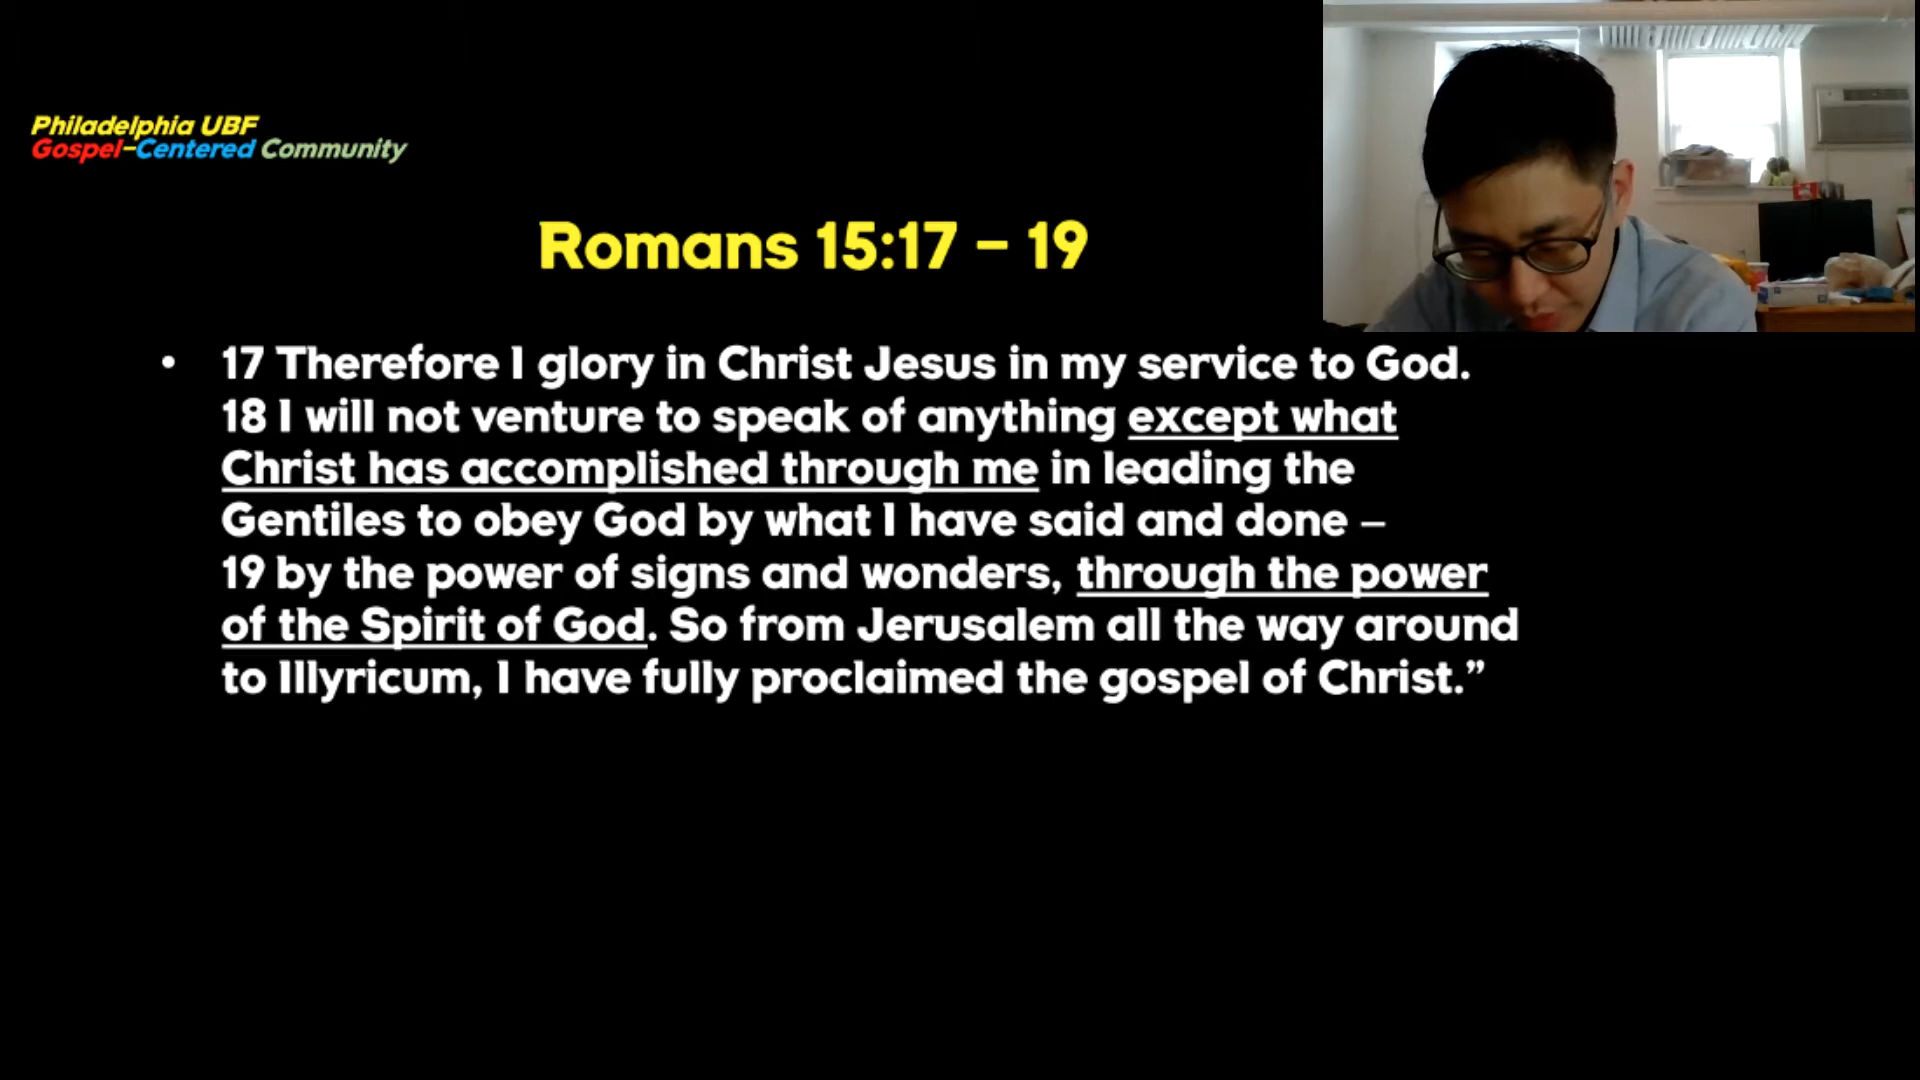 Philadelphia UBF
Gospel-Centered Community
Romans 15:17 – 19
• 17 Therefore I glory in Christ Jesus in my service to God.
18 I will not venture to speak of anything except what
Christ has accomplished through me in leading the
Gentiles to obey God by what I have said and done –
19 by the power of signs and wonders, through the power
of the Spirit of God. So from Jerusalem all the way around
to Illyricum, I have fully proclaimed the gospel of Christ.”